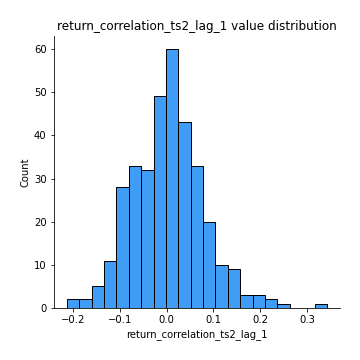 return_correlation_ts2_lag_1 value distribution
60
50
40
30
20
10
0
Count
−0.2 −0.1 0.0 0.1 0.2 0.3
return_correlation_ts2_lag_1